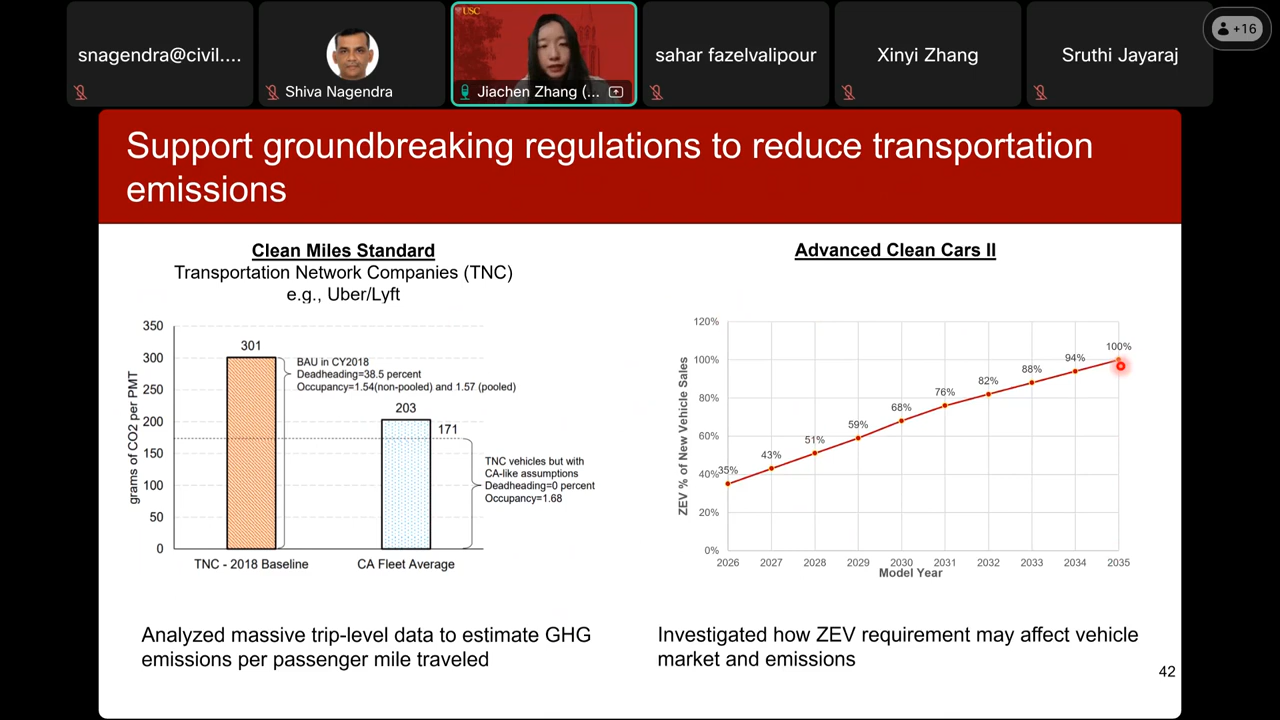 snagendra@civil....
Shiva Nagendra
USC
Jiachen Zhang (...
sahar fazelvalipour
Xinyi Zhang
Sruthi Jayaraj
+16
Support groundbreaking regulations to reduce transportation
emissions
Clean Miles Standard
Transportation Network Companies (TNC)
e.g., Uber/Lyft
grams of CO2 per PMT
350
300
250
200
150
100
50
0
301
BAU in CY2018
Deadheading=38.5 percent
Occupancy=1.54(non-pooled) and 1.57 (pooled)
203
171
TNC vehicles but with
CA-like assumptions
Deadheading=0 percent
Occupancy=1.68
TNC - 2018 Baseline
CA Fleet Average
Analyzed massive trip-level data to estimate GHG
emissions per passenger mile traveled
Advanced Clean Cars II
ZEV % of New Vehicle Sales
120%
100%
80%
60%
40%
20%
0%
35%
43%
51%
59%
68%
76%
82%
88%
94%
100%
2026 2027 2028 2029 2030 2031 2032 2033 2034 2035
Model Year
Investigated how ZEV requirement may affect vehicle
market and emissions
42